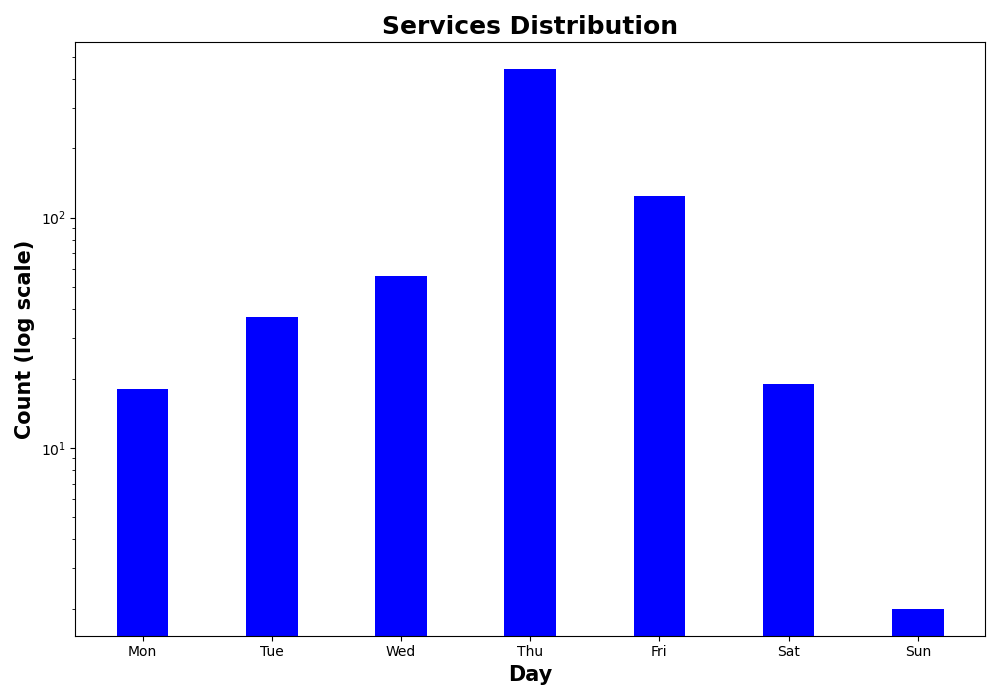 Services Distribution
Count (log scale)
10²
10¹
Mon Tue Wed Thu Fri Sat Sun
Day